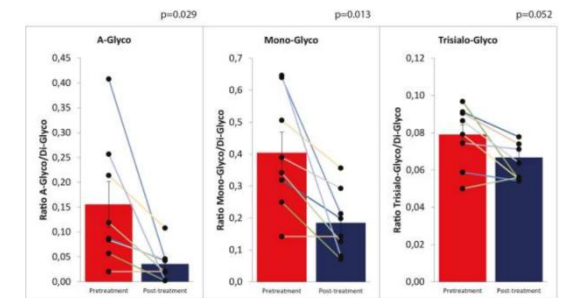 p=0.029
p=0.013
p=0.052
A-Glyco
Mono-Glyco
Trisialo-Glyco
Ratio A-Glyco/Di-Glyco
0,45
0,40
0,35
0,30
0,25
0,20
0,15
0,10
0,05
0,00
Pretreatment
Post-treatment
Ratio Mono-Glyco/Di-Glyco
0,7
0,6
0,5
0,4
0,3
0,2
0,1
0,0
Pretreatment
Post-treatment
Ratio Trisialo-Glyco/Di-Glyco
0,12
0,10
0,08
0,06
0,04
0,02
0,00
Pretreatment
Post-treatment